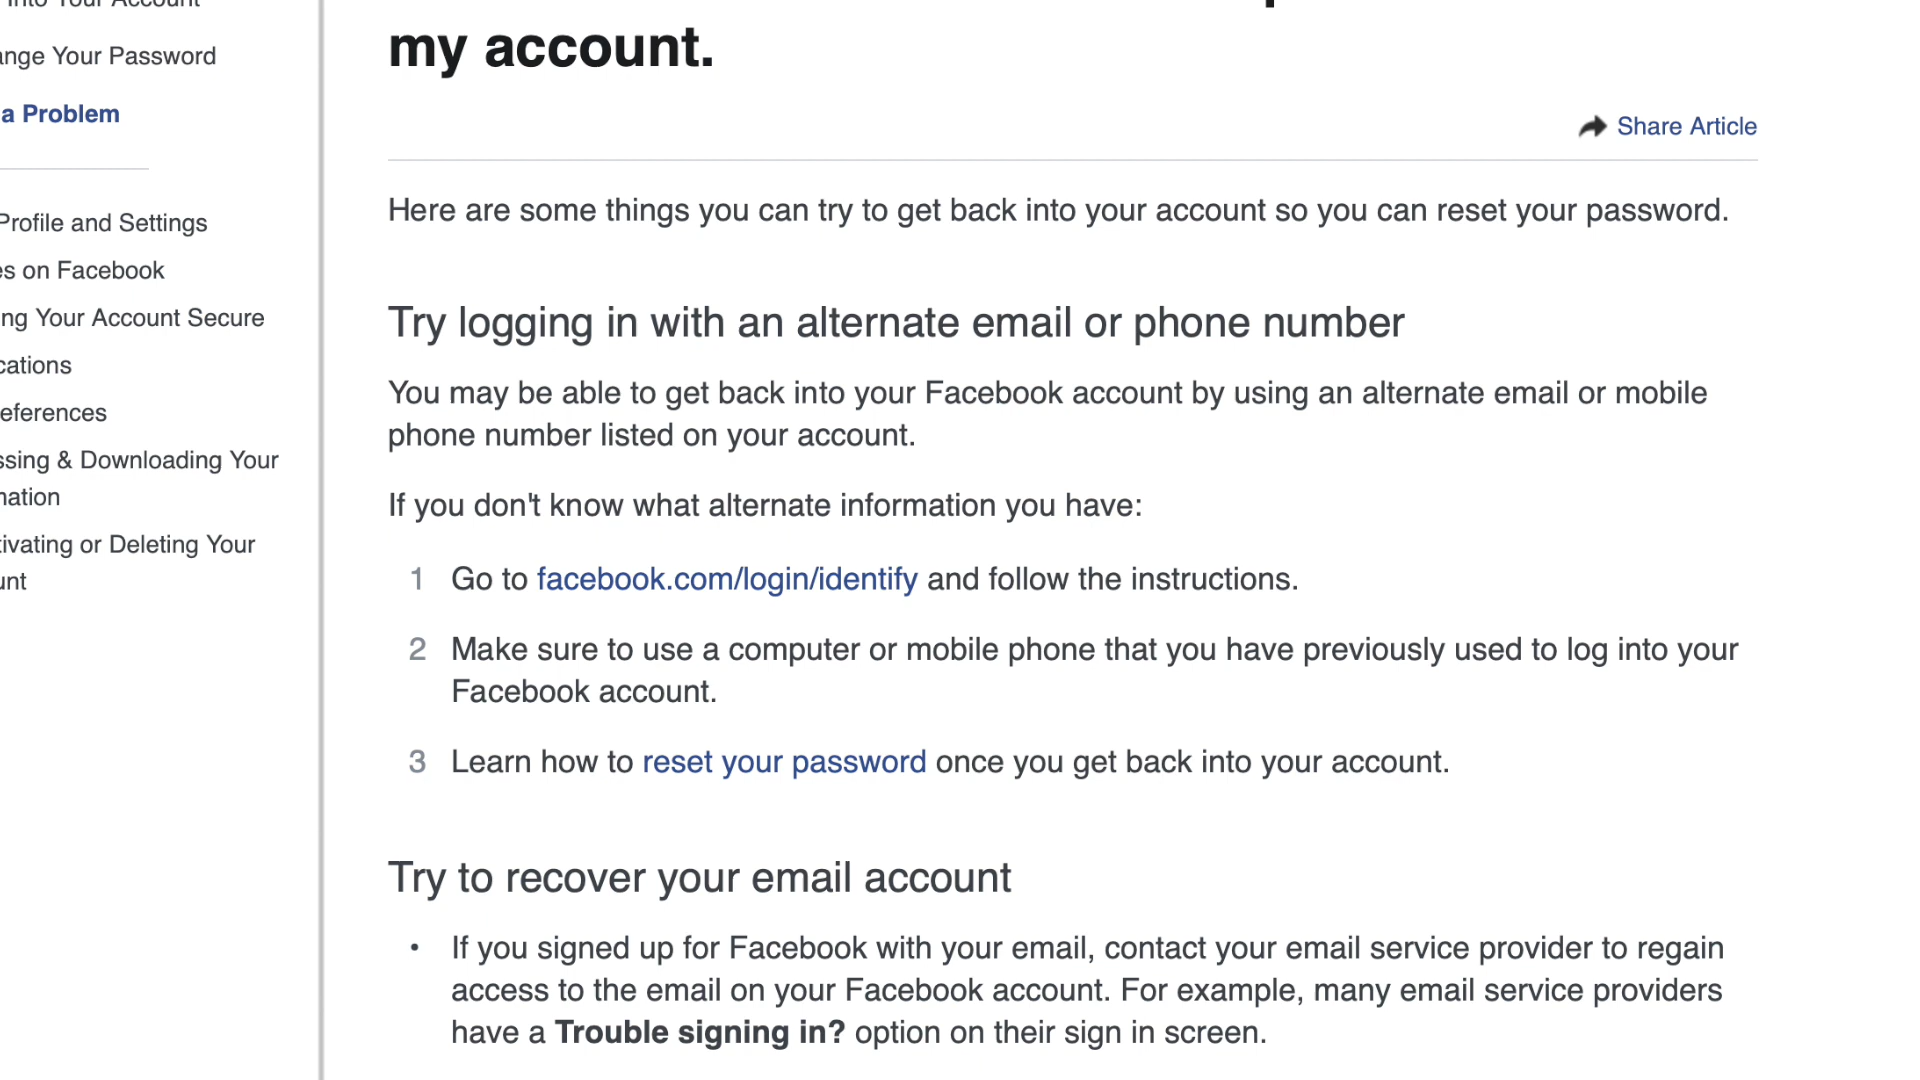 Your Account
Your Password
a Problem
Profile and Settings
on Facebook
Your Account Secure
& Downloading Your
or Deleting Your
my account.
Share Article
Here are some things you can try to get back into your account so you can reset your password.
Try logging in with an alternate email or phone number
You may be able to get back into your Facebook account by using an alternate email or mobile
phone number listed on your account.
If you don't know what alternate information you have:
1 Go to facebook.com/login/identify and follow the instructions.
2 Make sure to use a computer or mobile phone that you have previously used to log into your
Facebook account.
3 Learn how to reset your password once you get back into your account.
Try to recover your email account
• If you signed up for Facebook with your email, contact your email service provider to regain
access to the email on your Facebook account. For example, many email service providers
have a Trouble signing in? option on their sign in screen.